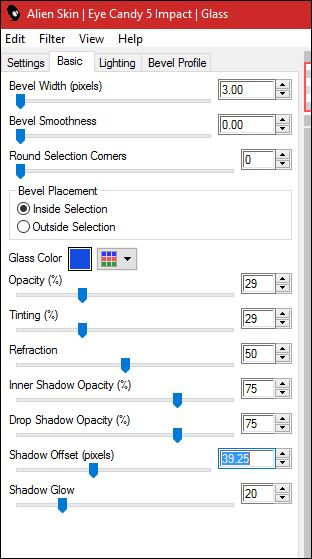 Alien Skin | Eye Candy 5 Impact | Glass
Edit Filter View Help
Settings Basic Lighting Bevel Profile
Bevel Width (pixels)
3.00
Bevel Smoothness
0.00
Round Selection Corners
0
Bevel Placement
Inside Selection
Outside Selection
Glass Color
Opacity (%)
29
Tinting (%)
29
Refraction
50
Inner Shadow Opacity (%)
75
Drop Shadow Opacity (%)
75
Shadow Offset (pixels)
39.25
Shadow Glow
20